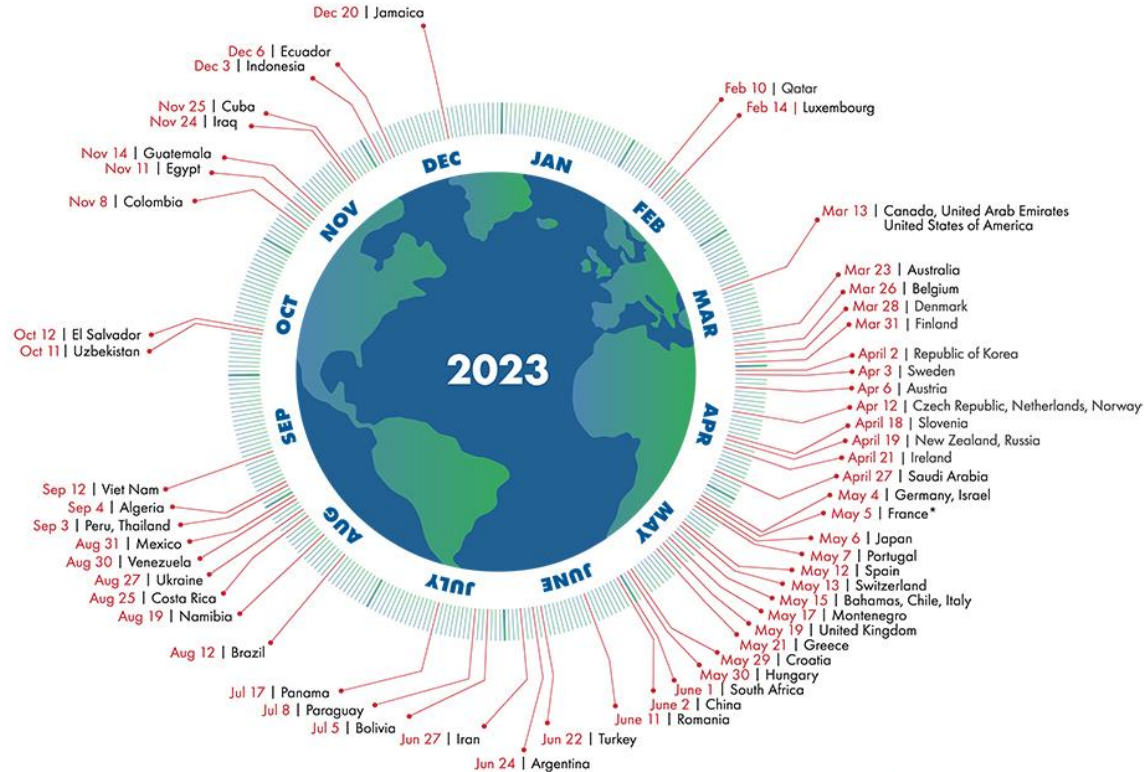 Dec 20 | Jamaica
Dec 6 | Ecuador
Dec 3 | Indonesia
Nov 25 | Cuba
Nov 24 | Iraq
Nov 14 | Guatemala
Nov 11 | Egypt
Nov 8 | Colombia
Oct 12 | El Salvador
Oct 11 | Uzbekistan
Sep 12 | Viet Nam
Sep 4 | Algeria
Sep 3 | Peru, Thailand
Aug 31 | Mexico
Aug 30 | Venezuela
Aug 27 | Ukraine
Aug 25 | Costa Rica
Aug 19 | Namibia
Aug 12 | Brazil
Jul 17 | Panama
Jul 8 | Paraguay
Jul 5 | Bolivia
Jun 27 | Iran
Jun 24 | Argentina
Jun 22 | Turkey
Feb 10 | Qatar
Feb 14 | Luxembourg
Mar 13 | Canada, United Arab Emirates
United States of America
Mar 23 | Australia
Mar 26 | Belgium
Mar 28 | Denmark
Mar 31 | Finland
April 2 | Republic of Korea
Apr 3 | Sweden
Apr 6 | Austria
Apr 12 | Czech Republic, Netherlands, Norway
April 18 | Slovenia
April 19 | New Zealand, Russia
April 21 | Ireland
April 27 | Saudi Arabia
May 4 | Germany, Israel
May 5 | France*
May 6 | Japan
May 7 | Portugal
May 12 | Spain
May 13 | Switzerland
May 15 | Bahamas, Chile, Italy
May 17 | Montenegro
May 19 | United Kingdom
May 21 | Greece
May 29 | Croatia
May 30 | Hungary
June 1 | South Africa
June 2 | China
June 11 | Romania
JAN
FEB
MAR
APR
MAY
JUNE
JULY
AUG
SEP
OCT
NOV
DEC
2023